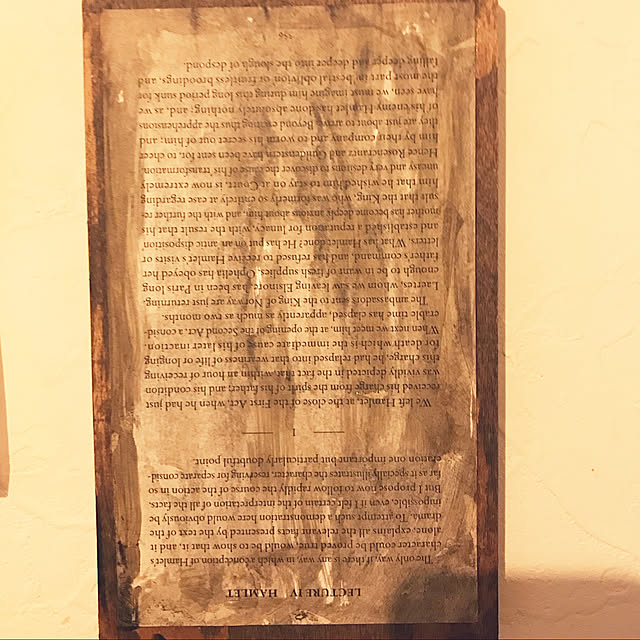 LECTURE IV HAMLET
The only way, if there is any way, in which a conception of Hamlet's
character could be proved true, would be to show that it, and it
alone, explains all the relevant facts presented by the text of the
drama. To attempt such a demonstration here would obviously be
impossible, even if I felt certain of the interpretation of all the facts.
But I propose now to follow rapidly the course of the action in so
far as it specially illustrates the character, reserving for separate consid-
eration one important but particularly doubtful point.
I
We left Hamlet, at the close of the First Act, when he had just
received his charge from the spirit of his father; and his condition
was vividly depicted in the fact that, within an hour of receiving
this charge, he had relapsed into that weariness of life or longing
for death which is the immediate cause of his later inaction.
When next we meet him, at the opening of the Second Act, a consid-
erable time has elapsed, apparently as much as two months.
The ambassadors sent to the King of Norway are just returning.
Laertes, whom we saw leaving Elsinore, has been in Paris long
enough to be in want of fresh supplies. Ophelia has obeyed her
father's command, and has refused to receive Hamlet's visits or
letters. What has Hamlet done? He has put on an 'antic disposition'
and established a reputation for lunacy, with the result that his
mother has become deeply anxious about him, and with the further re-
sult that the King, who was formerly so entirely at ease regarding
him that he wished him to stay on at Court, is now extremely
uneasy and very desirous to discover the cause of his 'transformation.'
Hence Rosencrantz and Guildenstern have been sent for, to cheer
him by their company and to worm his secret out of him; and
they are just about to arrive. Beyond exciting thus the apprehensions
of his enemy Hamlet has done absolutely nothing; and, as we
have seen, we must imagine him during this long period sunk for
the most part in 'bestial oblivion' or fruitless broodings, and
falling deeper and deeper into the slough of despond.